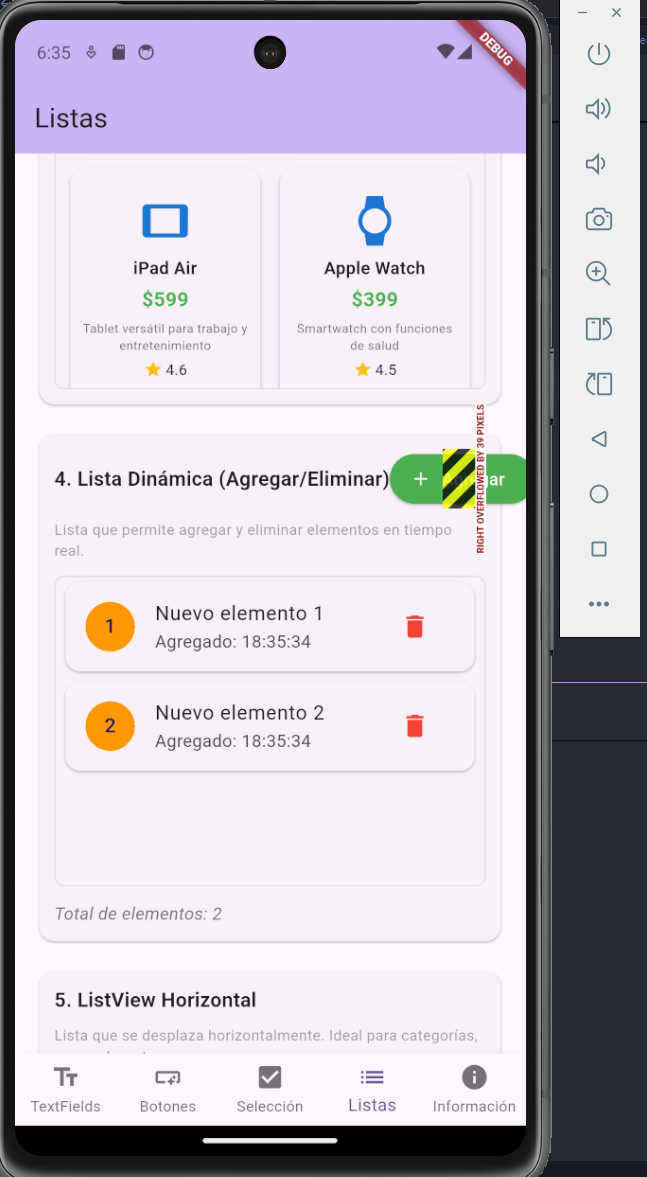 6:35
DEBUG
Listas
iPad Air
Apple Watch
$599
$399
Tablet versátil para trabajo y
entretenimiento
Smartwatch con funciones
de salud
4.6
4.5
4. Lista Dinámica (Agregar/Eliminar)
RIGHT OVERFLOWED BY 39 PIXELS
Lista que permite agregar y eliminar elementos en tiempo
real.
1
Nuevo elemento 1
Agregado: 18:35:34
2
Nuevo elemento 2
Agregado: 18:35:34
Total de elementos: 2
5. ListView Horizontal
Lista que se desplaza horizontalmente. Ideal para categorías,
TextFields
Botones
Selección
Listas
Información